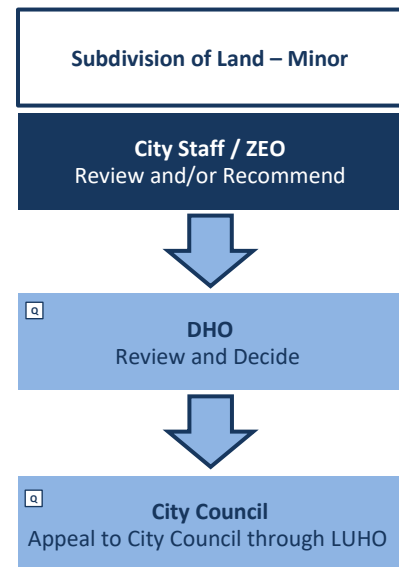 Subdivision of Land – Minor
City Staff / ZEO
Review and/or Recommend
Q
DHO
Review and Decide
Q
City Council
Appeal to City Council through LUHO